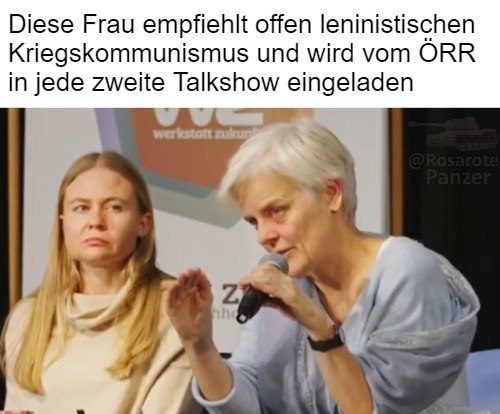 Diese Frau empfiehlt offen leninistischen
Kriegskommunismus und wird vom ÖRR
in jede zweite Talkshow eingeladen
werkstatt zukun
@Rosarote
Panzer
Z